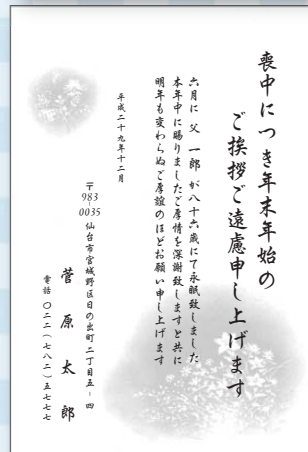 喪中につき年末年始の
ご挨拶ご遠慮申し上げます
六月に 父 一郎 が八十六歳にて永眠致しました
本年中に賜りましたご厚情を深謝致しますと共に
明年も変わらぬご厚誼のほどお願い申し上げます
平成二十九年十二月
〒983-0035 仙台市宮城野区日の出町二丁目五-四
菅原太郎
電話 〇二二(七八二)五七七七